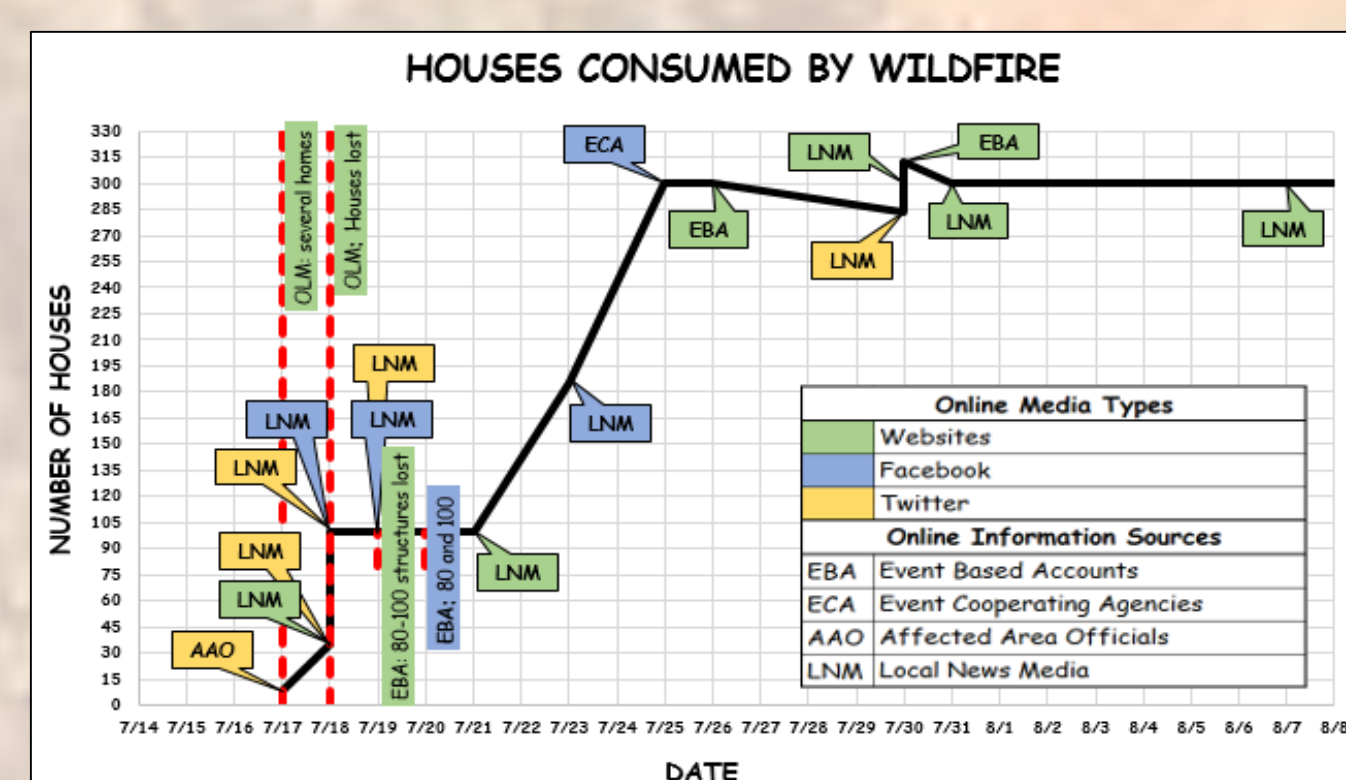 HOUSES CONSUMED BY WILDFIRE
NUMBER OF HOUSES
330
315
300
285
270
255
240
225
210
195
180
165
150
135
120
105
90
75
60
45
30
15
0
OLM: several homes
OLM; Houses lost
ECA
LNM
EBA
EBA
LNM
LNM
LNM
LNM
LNM
LNM
LNM
LNM
LNM
LNM
LNM
AAO
EBA: 80-100 structures lost
EBA; 80 and 100
LNM
Online Media Types
Websites
Facebook
Twitter
Online Information Sources
EBA Event Based Accounts
ECA Event Cooperating Agencies
AAO Affected Area Officials
LNM Local News Media
7/14 7/15 7/16 7/17 7/18 7/19 7/20 7/21 7/22 7/23 7/24 7/25 7/26 7/27 7/28 7/29 7/30 7/31 8/1 8/2 8/3 8/4 8/5 8/6 8/7 8/8
DATE